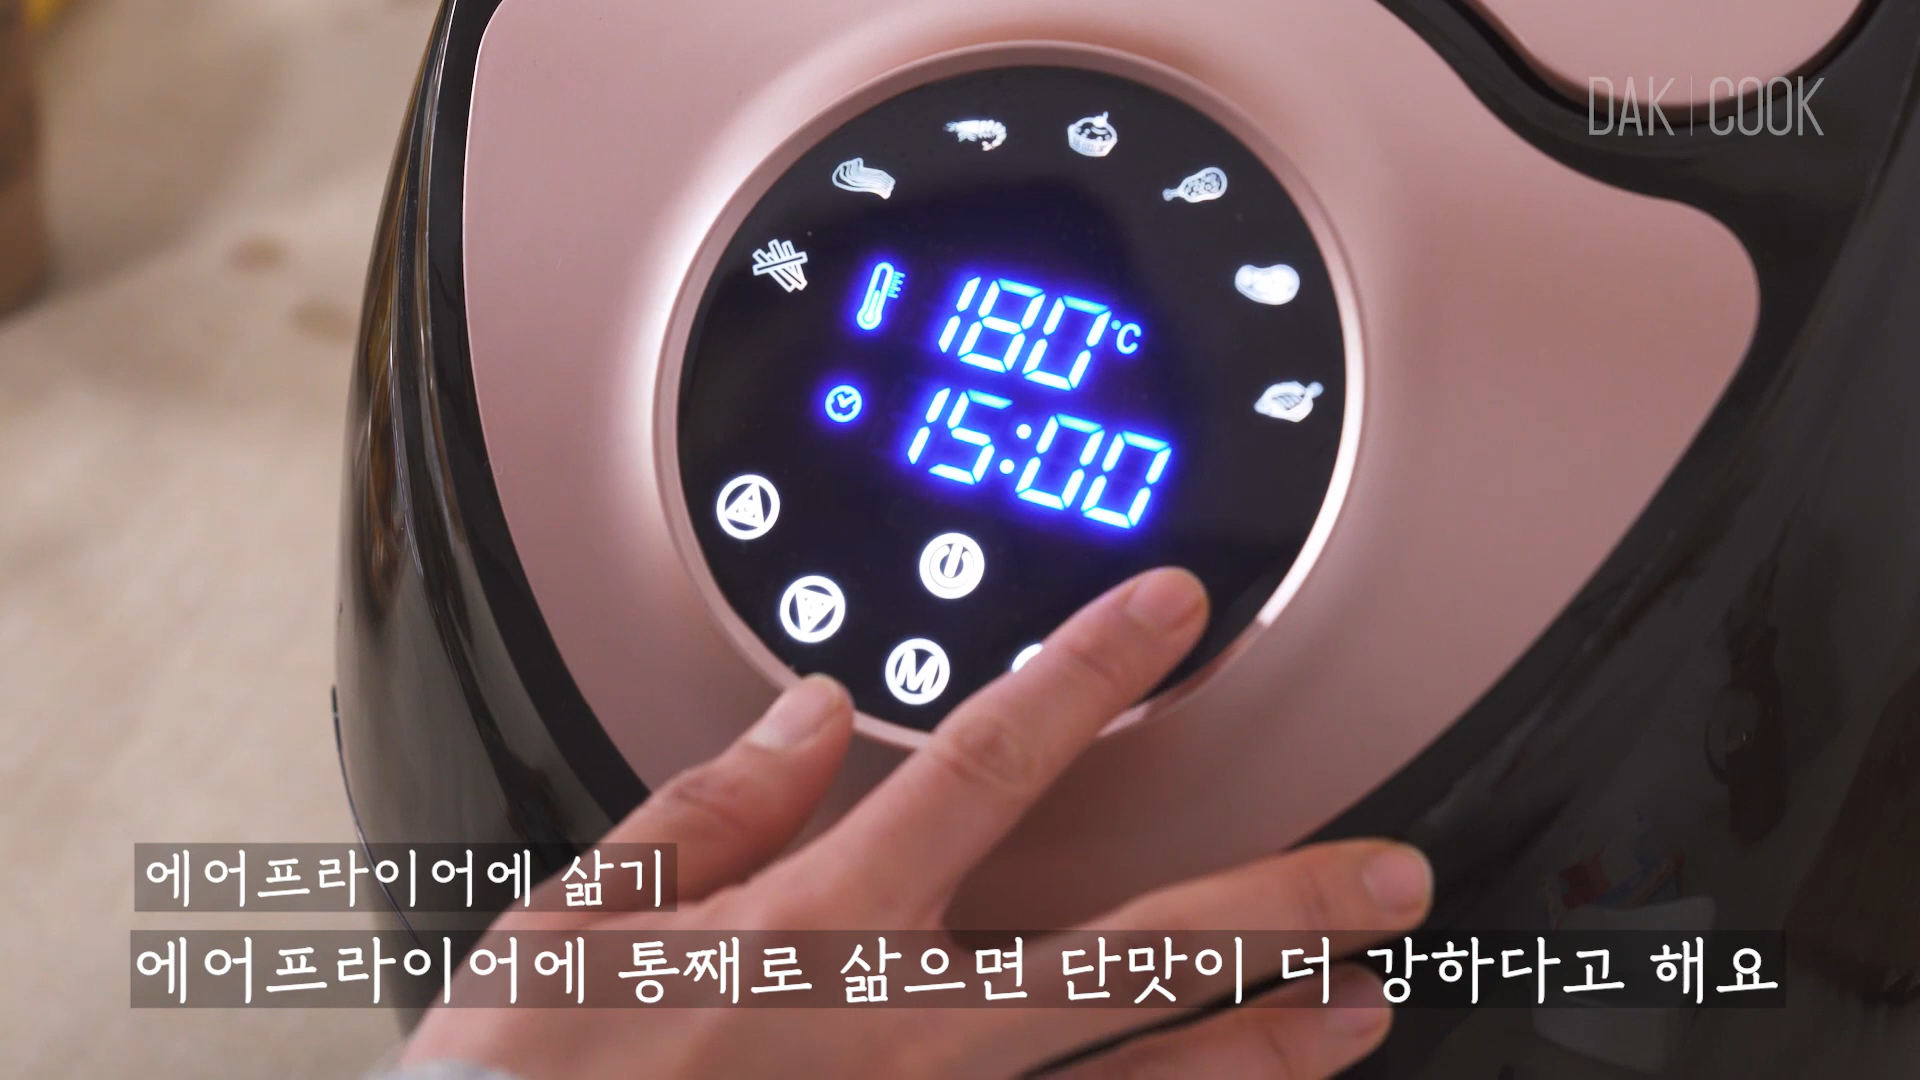 DAK | COOK
180°C
15:00
M
에어프라이어에 삶기
에어프라이어에 통째로 삶으면 단맛이 더 강하다고 해요